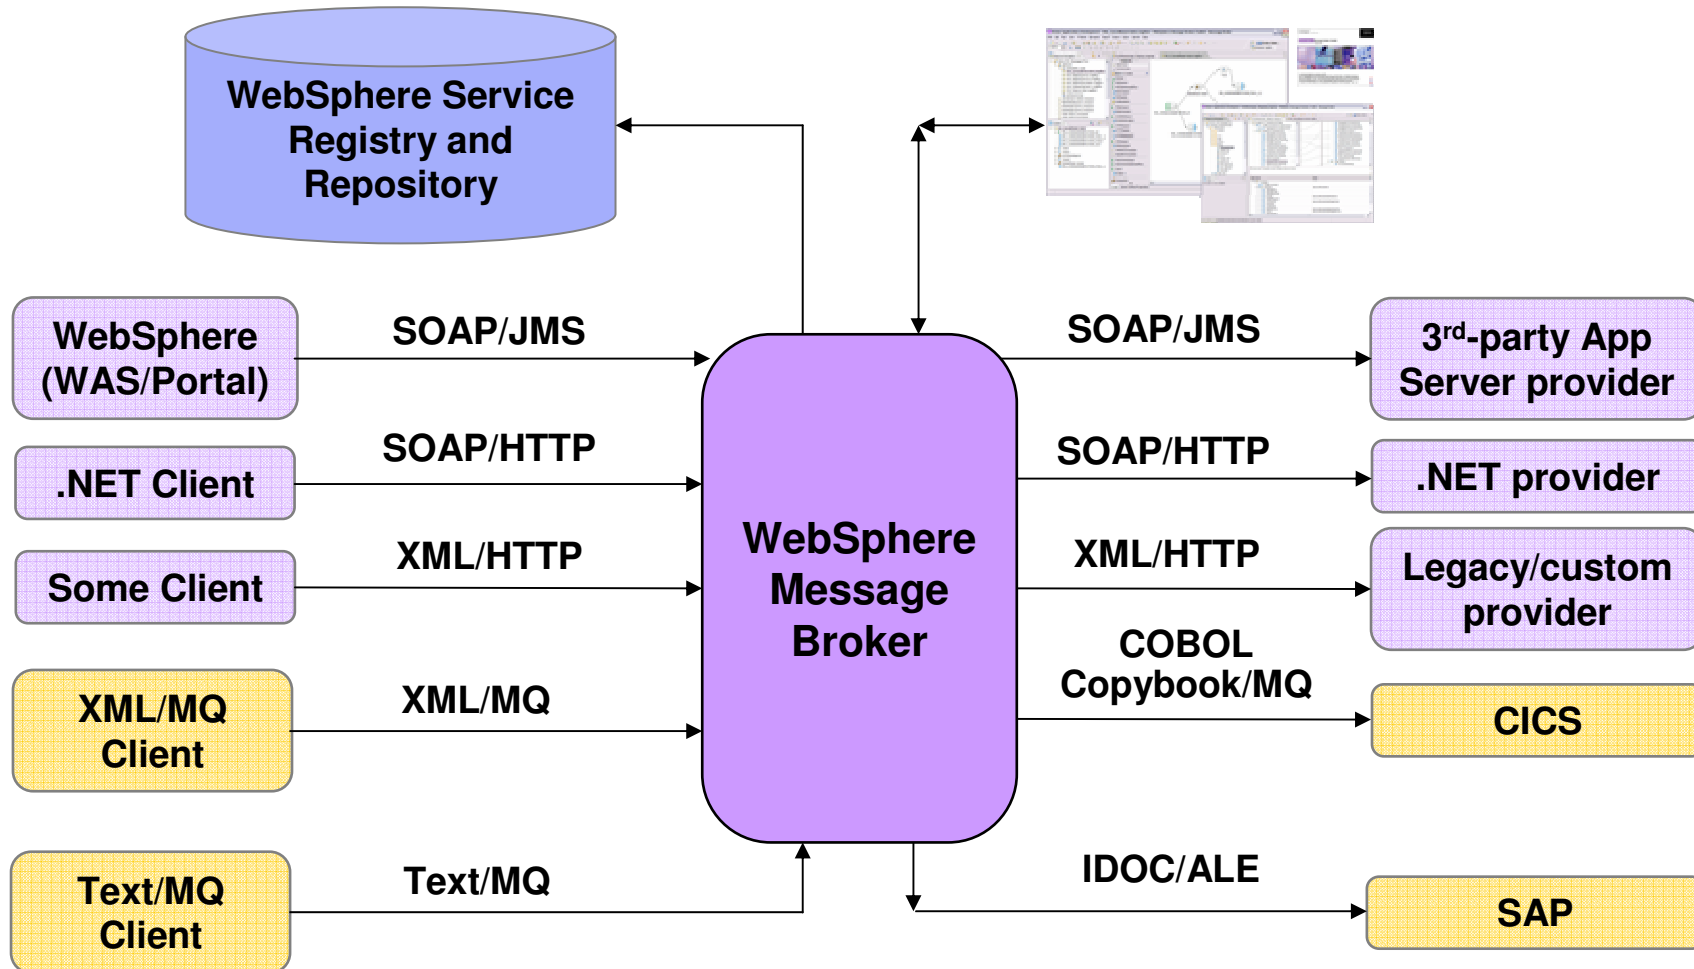 WebSphere Service
Registry and
Repository
WebSphere
(WAS/Portal)
SOAP/JMS
SOAP/JMS
3rd-party App
Server provider
.NET Client
SOAP/HTTP
SOAP/HTTP
.NET provider
Some Client
XML/HTTP
WebSphere
Message
Broker
XML/HTTP
Legacy/custom
provider
XML/MQ
Client
XML/MQ
COBOL
Copybook/MQ
CICS
Text/MQ
Client
Text/MQ
IDOC/ALE
SAP